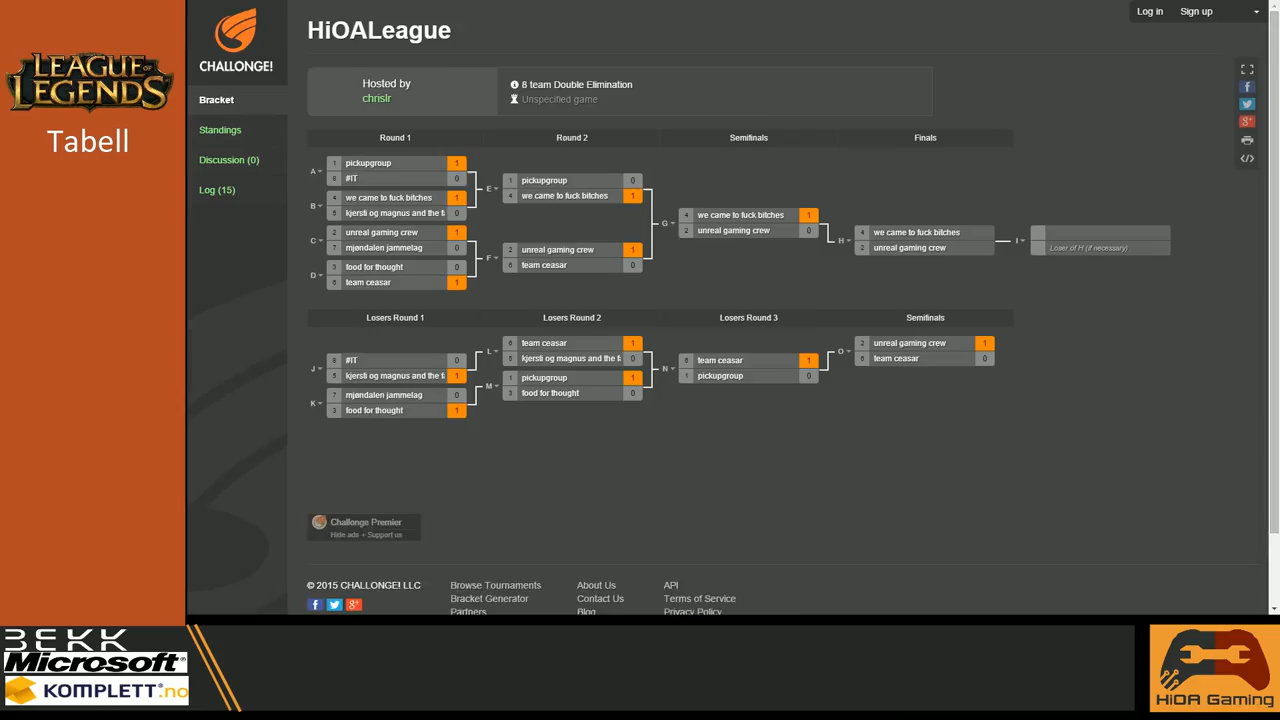 LEAGUE OF
LEGENDS
Tabell
CHALLONGE!
Bracket
Standings
Discussion (0)
Log (15)
HiOALeague
Log in
Sign up
Hosted by
chrislr
8 team Double Elimination
Unspecified game
Round 1
Round 2
Semifinals
Finals
A
1 pickupgroup 1
8 #IT 0
B
4 we came to fuck bitches 1
5 kjersti og magnus and the f 0
C
2 unreal gaming crew 1
7 mjøndalen jammelag 0
D
3 food for thought 0
6 team ceasar 1
E
1 pickupgroup 0
4 we came to fuck bitches 1
F
2 unreal gaming crew 1
6 team ceasar 0
G
4 we came to fuck bitches 1
2 unreal gaming crew 0
H
4 we came to fuck bitches
2 unreal gaming crew
I
Loser of H (if necessary)
Losers Round 1
Losers Round 2
Losers Round 3
Semifinals
J
8 #IT 0
5 kjersti og magnus and the f 1
K
7 mjøndalen jammelag 0
3 food for thought 1
L
6 team ceasar 1
5 kjersti og magnus and the f 0
M
1 pickupgroup 1
3 food for thought 0
N
6 team ceasar 1
1 pickupgroup 0
O
2 unreal gaming crew 1
6 team ceasar 0
Challonge Premier
Hide ads + Support us
© 2015 CHALLONGE! LLC
Browse Tournaments
Bracket Generator
Partners
About Us
Contact Us
Blog
API
Terms of Service
Privacy Policy
BEKK
Microsoft
KOMPLETT.no
HiOA Gaming